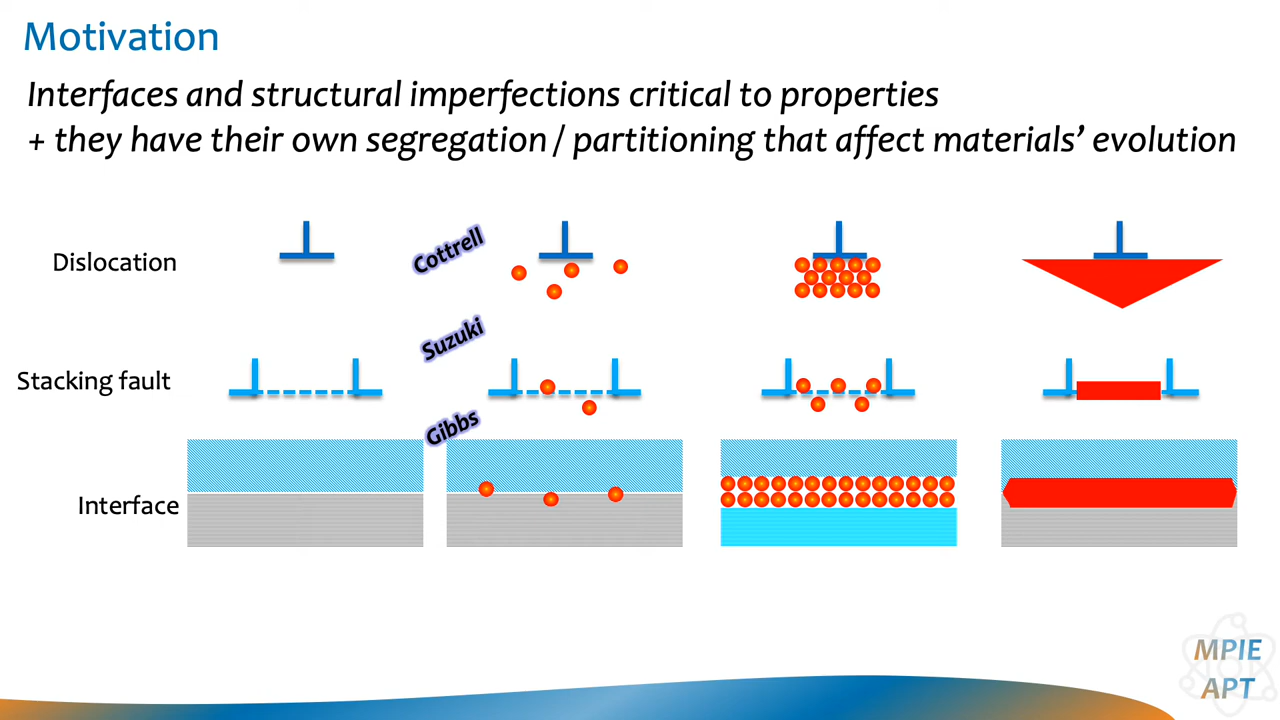 Motivation
Interfaces and structural imperfections critical to properties
+ they have their own segregation / partitioning that affect materials’ evolution
Dislocation
Cottrell
Suzuki
Stacking fault
Gibbs
Interface
MPIE
APT